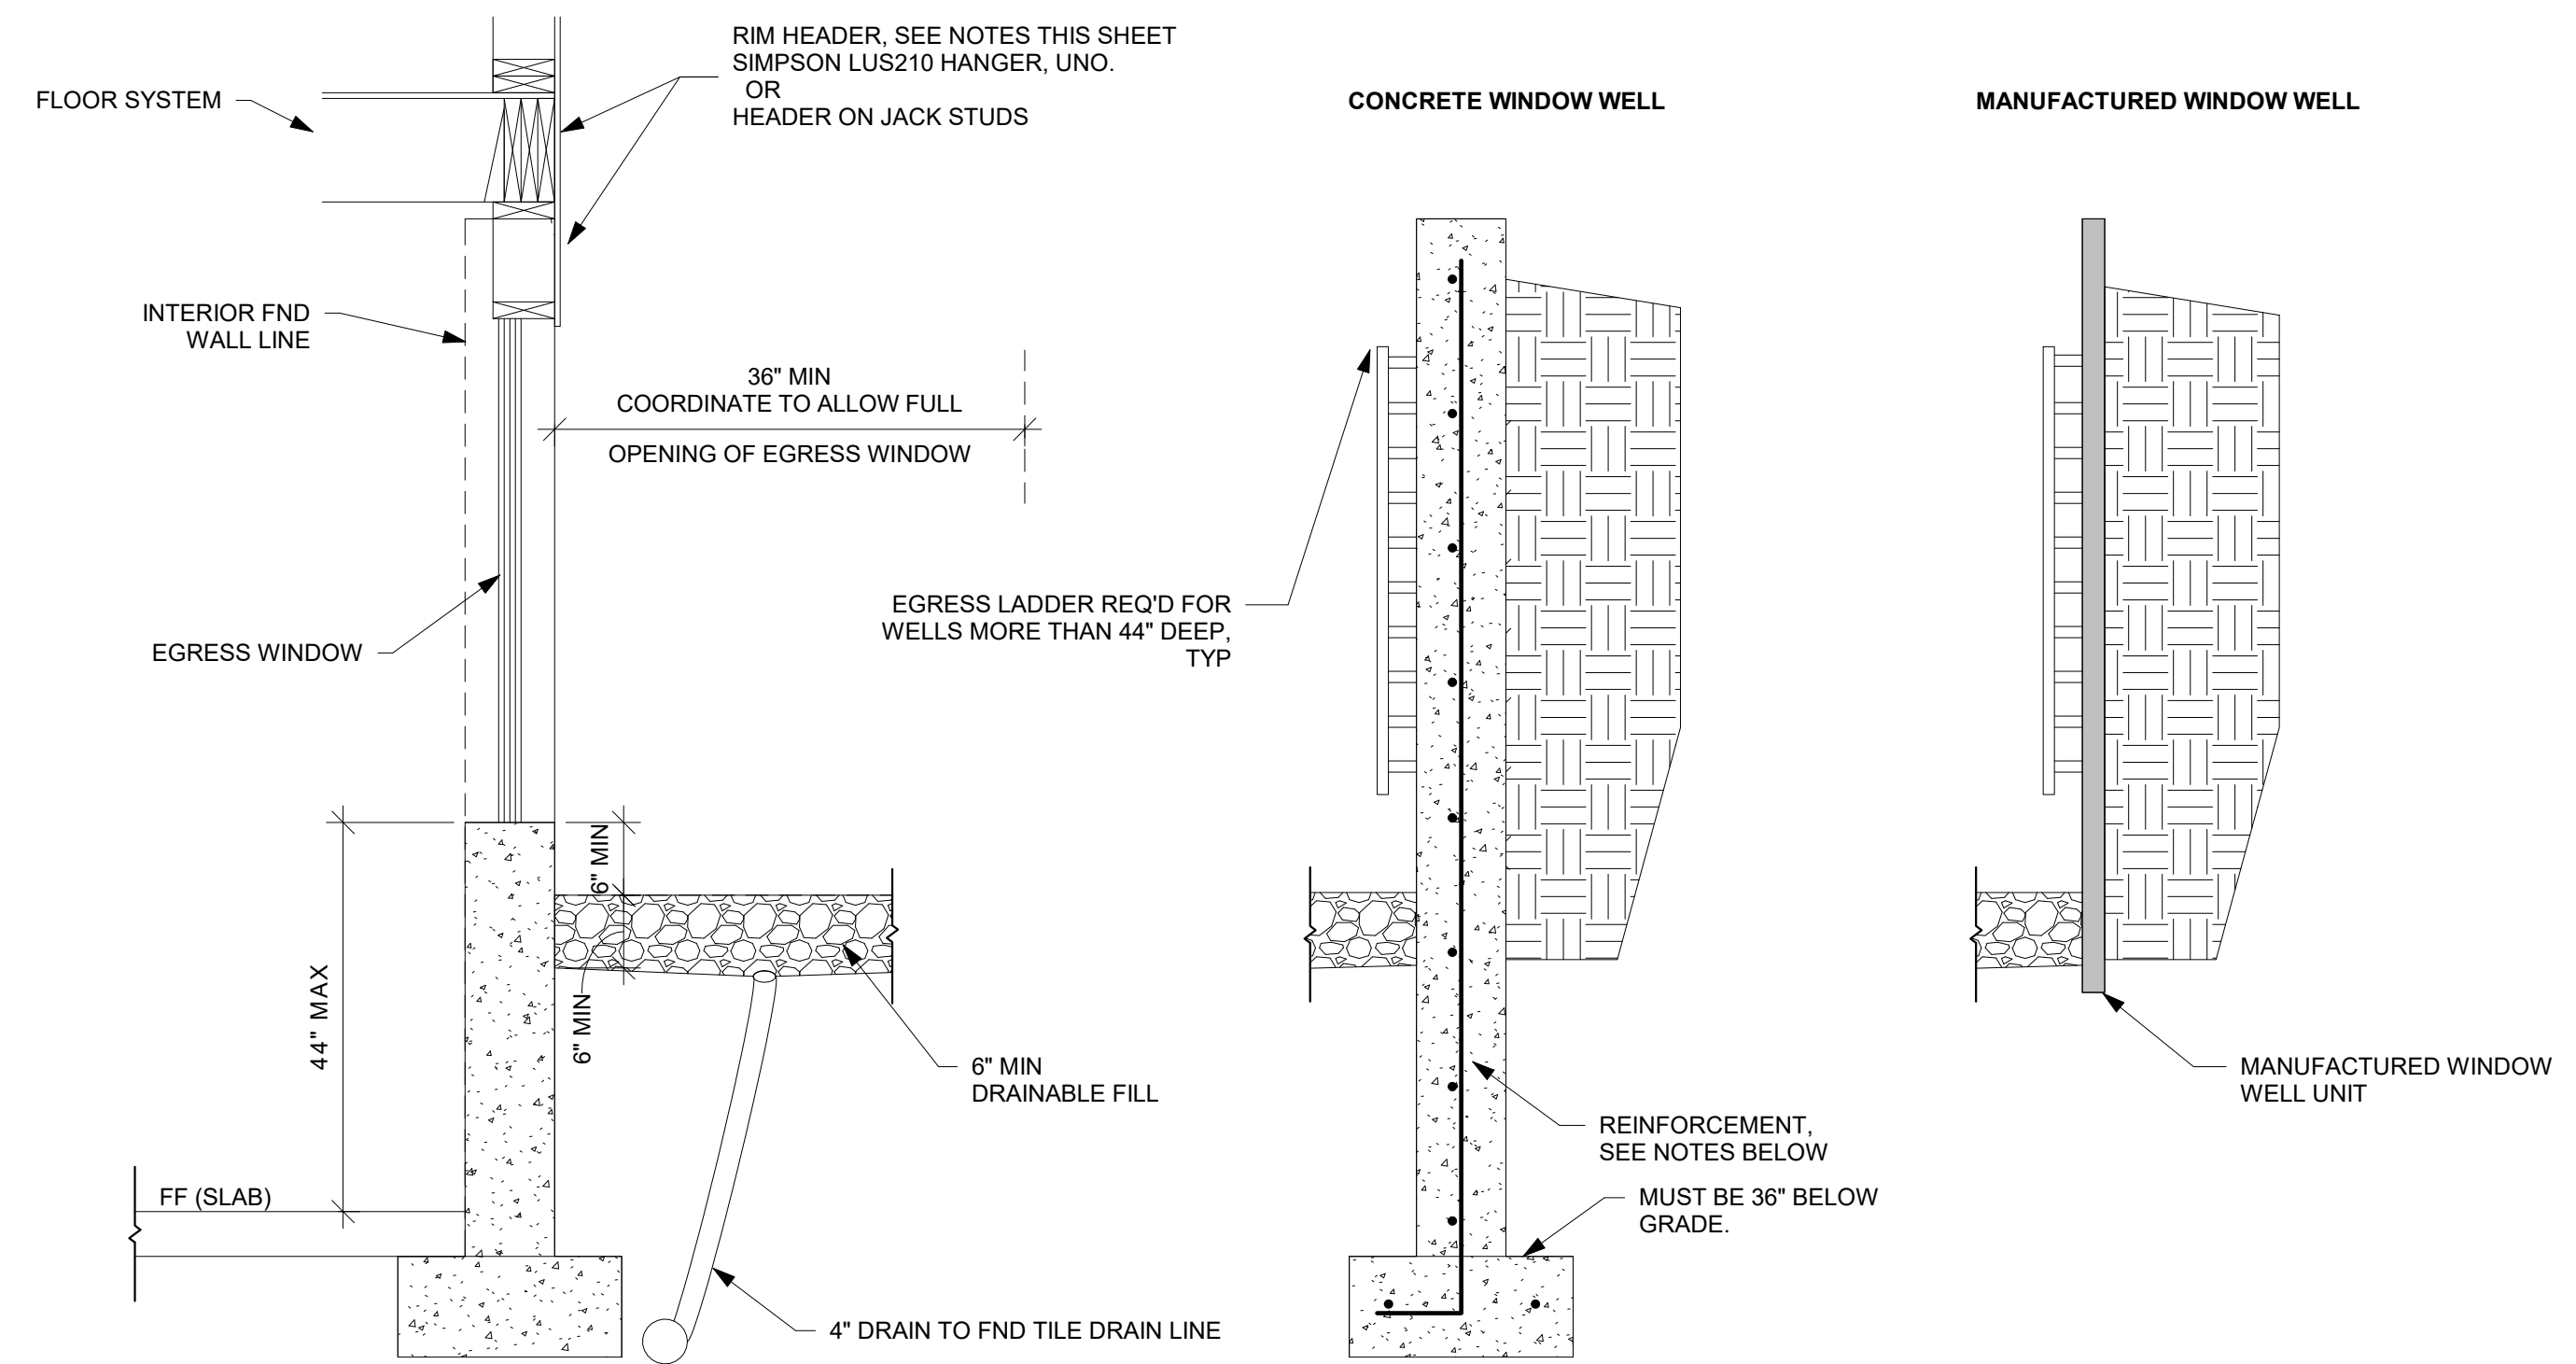 RIM HEADER, SEE NOTES THIS SHEET
SIMPSON LUS210 HANGER, UNO.
OR
HEADER ON JACK STUDS
FLOOR SYSTEM
CONCRETE WINDOW WELL
MANUFACTURED WINDOW WELL
INTERIOR FND
WALL LINE
36" MIN
COORDINATE TO ALLOW FULL
OPENING OF EGRESS WINDOW
EGRESS WINDOW
EGRESS LADDER REQ'D FOR
WELLS MORE THAN 44" DEEP,
TYP
6" MIN
6" MIN
44" MAX
6" MIN
DRAINABLE FILL
MANUFACTURED WINDOW
WELL UNIT
REINFORCEMENT,
SEE NOTES BELOW
FF (SLAB)
MUST BE 36" BELOW
GRADE.
4" DRAIN TO FND TILE DRAIN LINE